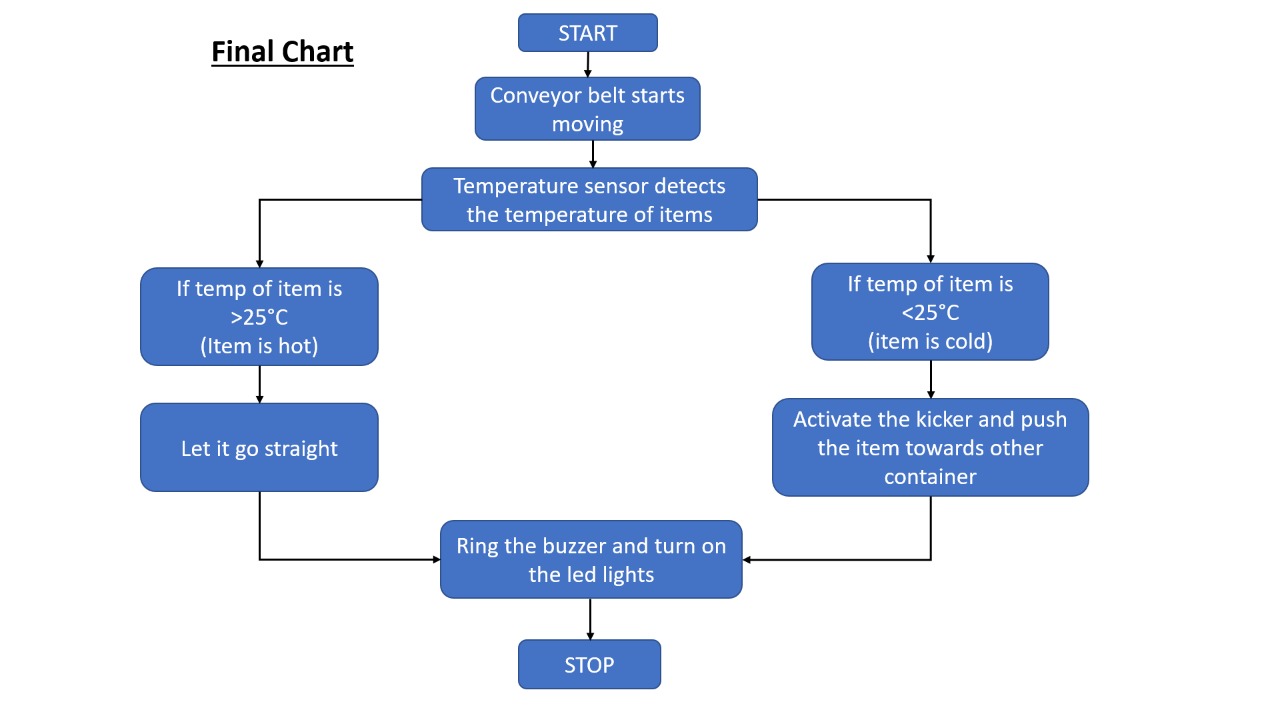 Final Chart
START
Conveyor belt starts
moving
Temperature sensor detects
the temperature of items
If temp of item is
>25°C
(Item is hot)
If temp of item is
<25°C
(item is cold)
Let it go straight
Activate the kicker and push
the item towards other
container
Ring the buzzer and turn on
the led lights
STOP